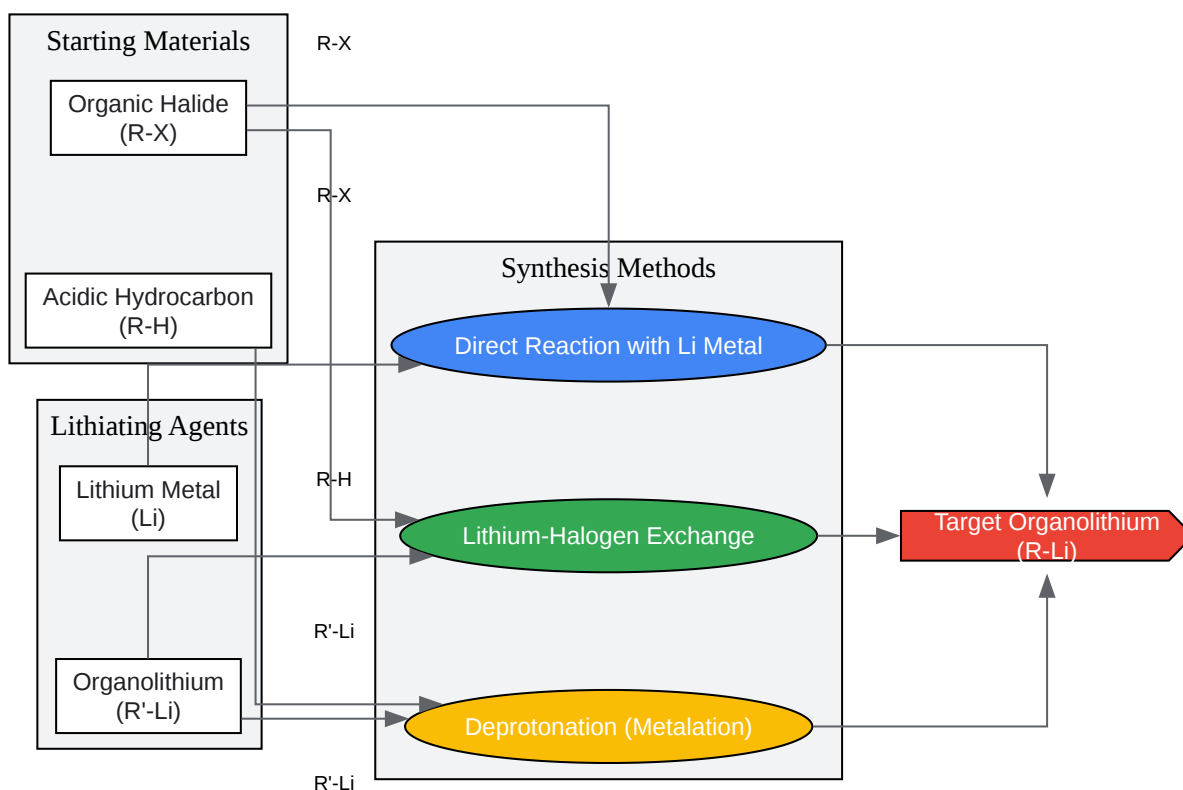 Starting Materials
R-X
Organic Halide
(R-X)
R-X
Acidic Hydrocarbon
(R-H)
Synthesis Methods
Direct Reaction with Li Metal
Lithiating Agents
Lithium Metal
(Li)
R-H
Lithium-Halogen Exchange
Target Organolithium
(R-Li)
R'-Li
Organolithium
(R'-Li)
Deprotonation (Metalation)
R'-Li